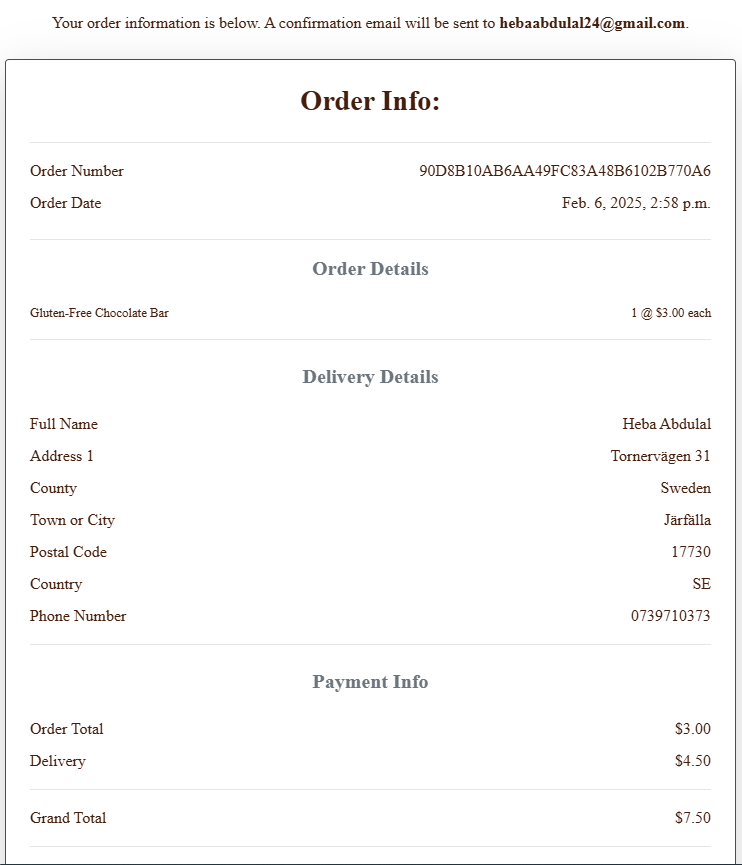 Your order information is below. A confirmation email will be sent to hebaabdulal24@gmail.com.
Order Info:
Order Number 90D8B10AB6AA49FC83A48B6102B770A6
Order Date Feb. 6, 2025, 2:58 p.m.
Order Details
Gluten-Free Chocolate Bar 1 @ $3.00 each
Delivery Details
Full Name Heba Abdulal
Address 1 Tornervägen 31
County Sweden
Town or City Järfälla
Postal Code 17730
Country SE
Phone Number 0739710373
Payment Info
Order Total $3.00
Delivery $4.50
Grand Total $7.50